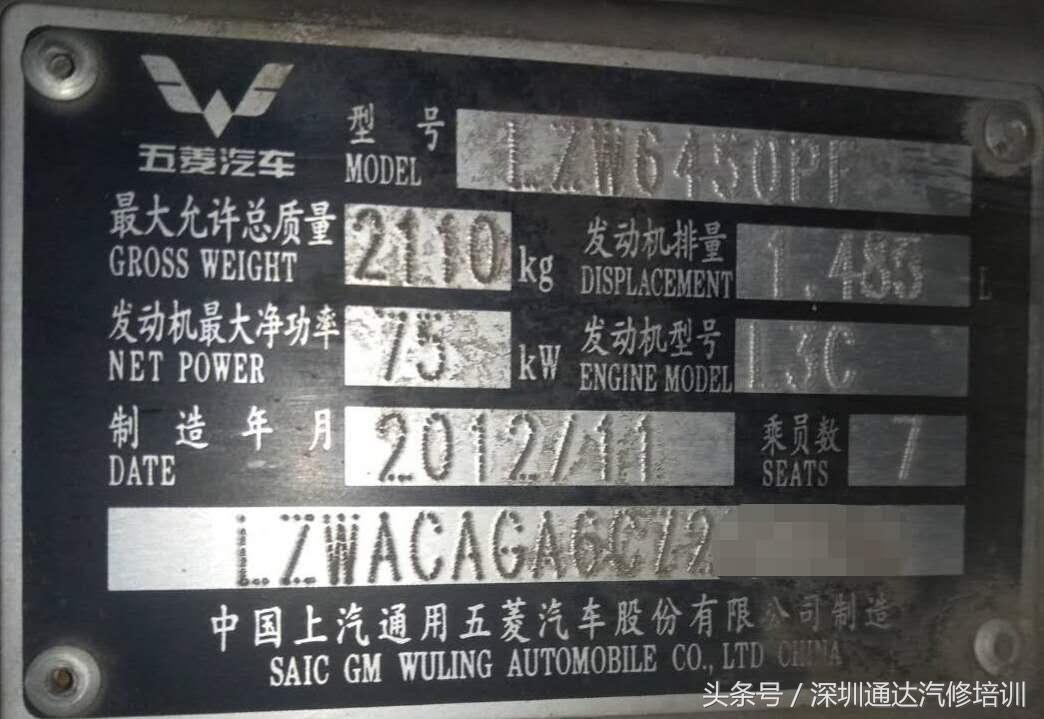 五菱汽车
型号 LZW6450PF
MODEL
最大允许总质量 2110 kg 发动机排量 1.485 L
GROSS WEIGHT DISPLACEMENT
发动机最大净功率 75 kW 发动机型号 L3C
NET POWER ENGINE MODEL
制造年月 2012/11 乘员数 7
DATE SEATS
LZWACAGA6CZ2
中国上汽通用五菱汽车股份有限公司制造
SAIC GM WULING AUTOMOBILE CO., LTD CHINA
头条号 / 深圳通达汽修培训